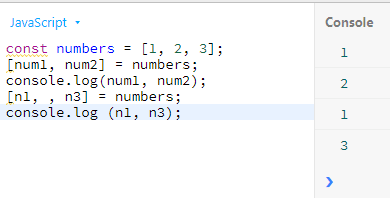 JavaScript
Console
const numbers = [1, 2, 3];
[num1, num2] = numbers;
console.log(num1, num2);
[n1, , n3] = numbers;
console.log (n1, n3);
1
2
1
3